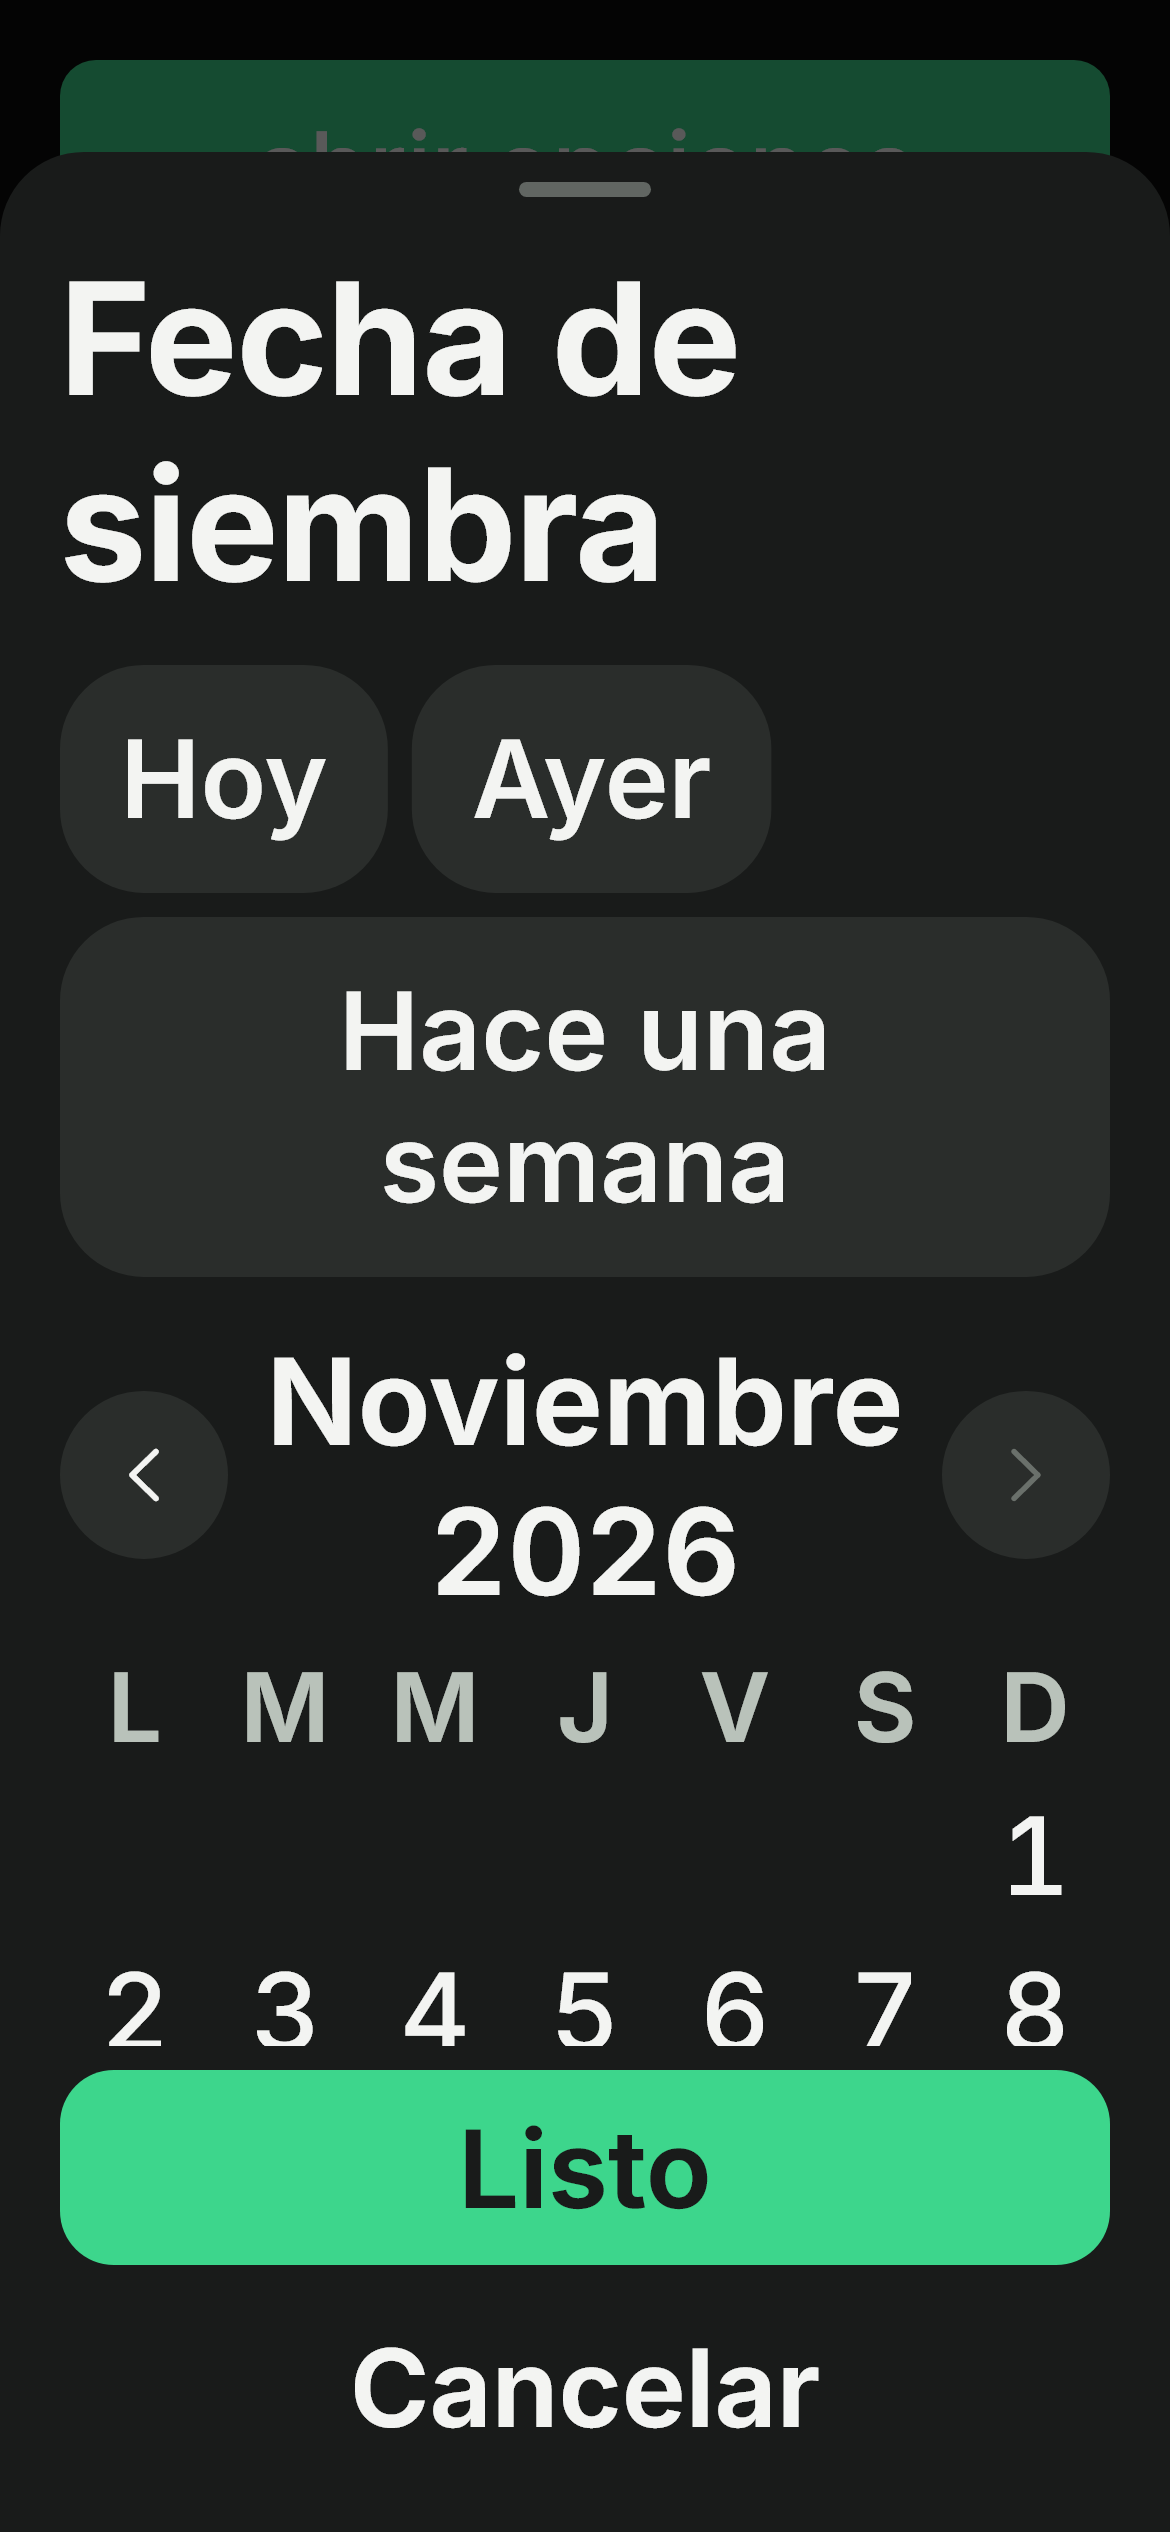 Fecha de
siembra
Hoy Ayer
Hace una
semana
Noviembre
2026
L M M J V S D
1
2 3 4 5 6 7 8
Listo
Cancelar